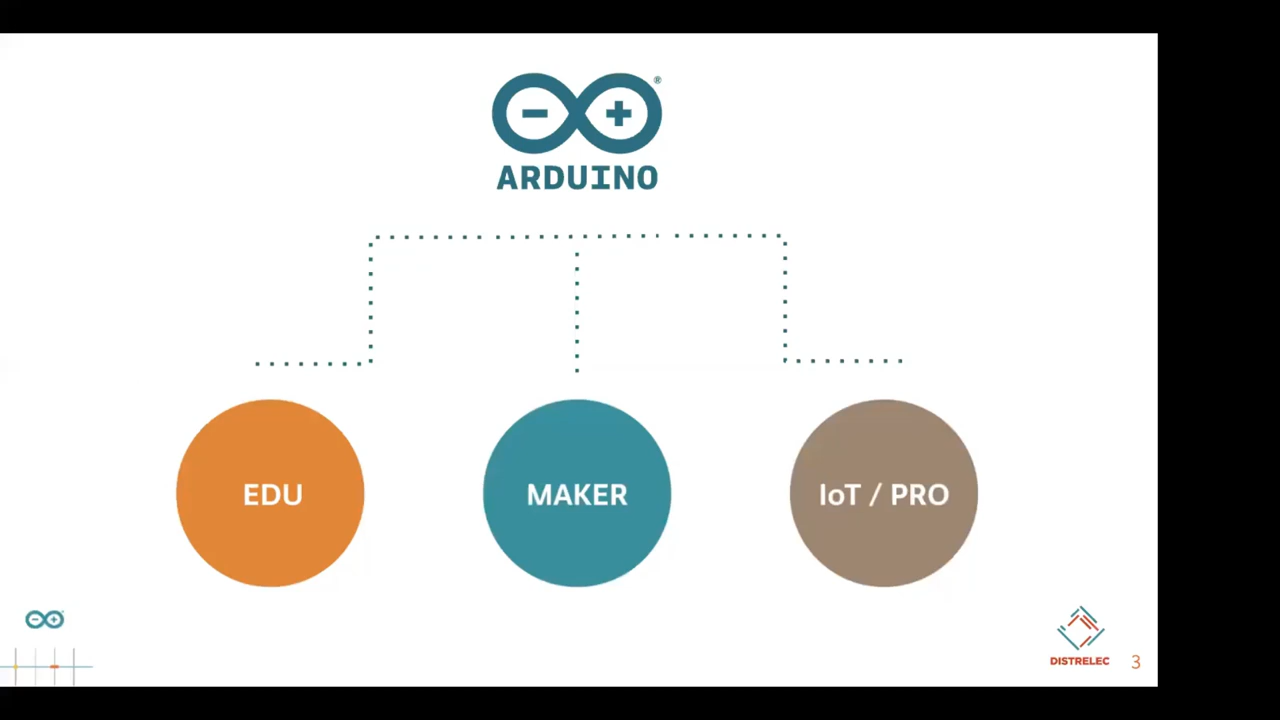 ARDUINO
®
EDU
MAKER
IoT / PRO
DISTRELEC
3